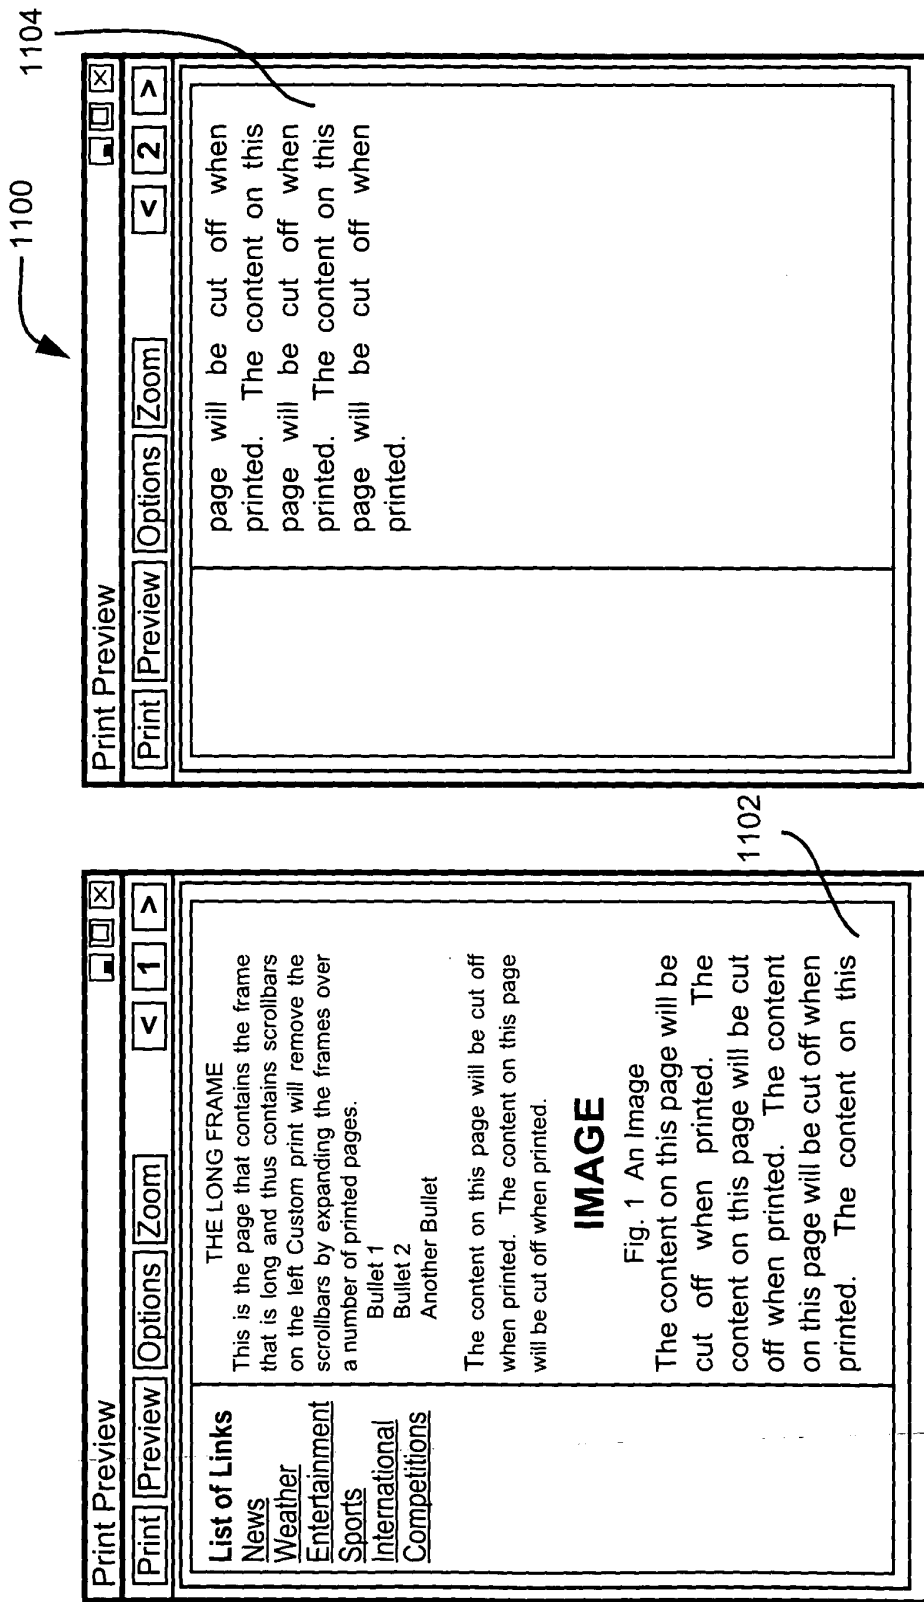 1100
Print Preview
Print Preview Options Zoom < 1 >
List of Links
News
Weather
Entertainment
Sports
International
Competitions
THE LONG FRAME
This is the page that contains the frame
that is long and thus contains scrollbars
on the left Custom print will remove the
scrollbars by expanding the frames over
a number of printed pages.
Bullet 1
Bullet 2
Another Bullet
The content on this page will be cut off
when printed. The content on this page
will be cut off when printed.
IMAGE
Fig. 1 An Image
The content on this page will be
cut off when printed. The
content on this page will be cut
off when printed. The content
on this page will be cut off when
printed. The content on this
1102
Print Preview
Print Preview Options Zoom < 2 >
page will be cut off when
printed. The content on this
page will be cut off when
printed. The content on this
page will be cut off when
printed.
1104